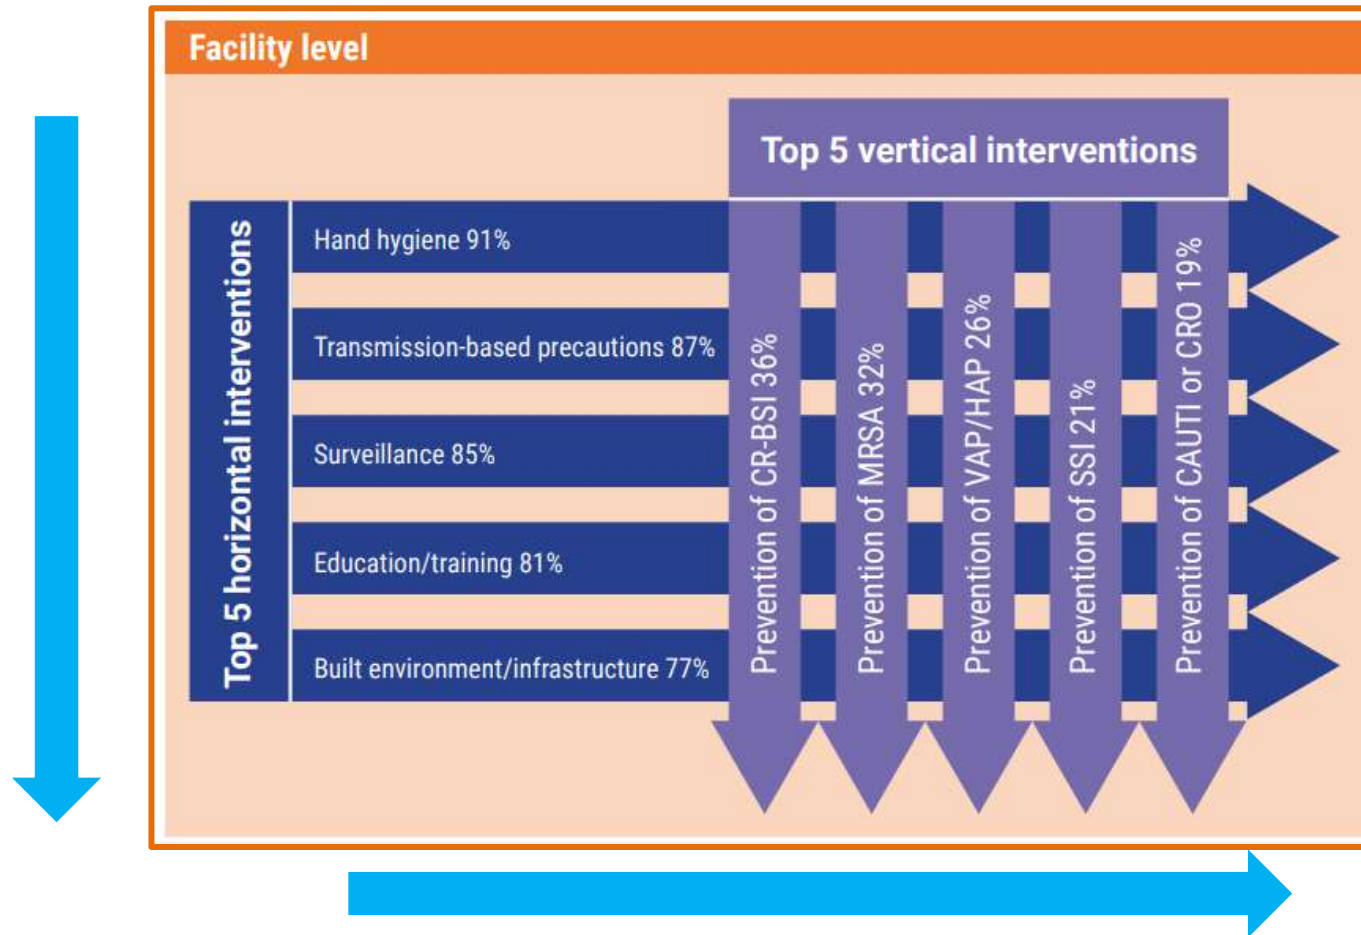 Facility level
Top 5 vertical interventions
Top 5 horizontal interventions
Hand hygiene 91%
Transmission-based precautions 87%
Surveillance 85%
Education/training 81%
Built environment/infrastructure 77%
Prevention of CR-BSI 36%
Prevention of MRSA 32%
Prevention of VAP/HAP 26%
Prevention of SSI 21%
Prevention of CAUTI or CRO 19%